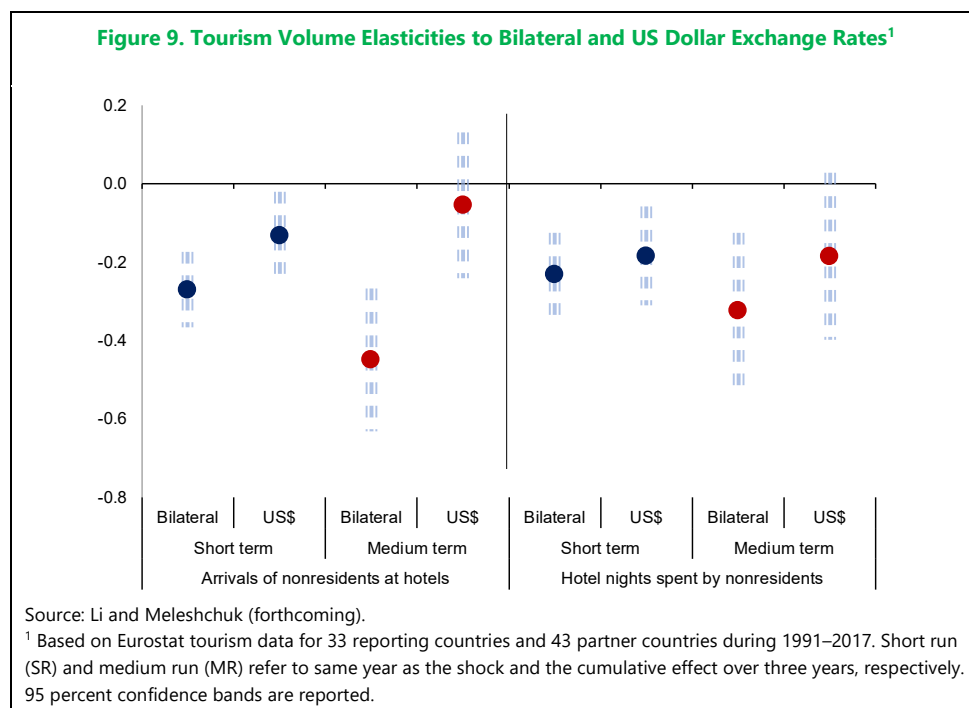 Figure 9. Tourism Volume Elasticities to Bilateral and US Dollar Exchange Rates¹
0.2
0.0
-0.2
-0.4
-0.6
-0.8
Bilateral US$ Bilateral US$ Bilateral US$ Bilateral US$
Short term Medium term Short term Medium term
Arrivals of nonresidents at hotels Hotel nights spent by nonresidents
Source: Li and Meleshchuk (forthcoming).
¹ Based on Eurostat tourism data for 33 reporting countries and 43 partner countries during 1991–2017. Short run
(SR) and medium run (MR) refer to same year as the shock and the cumulative effect over three years, respectively.
95 percent confidence bands are reported.